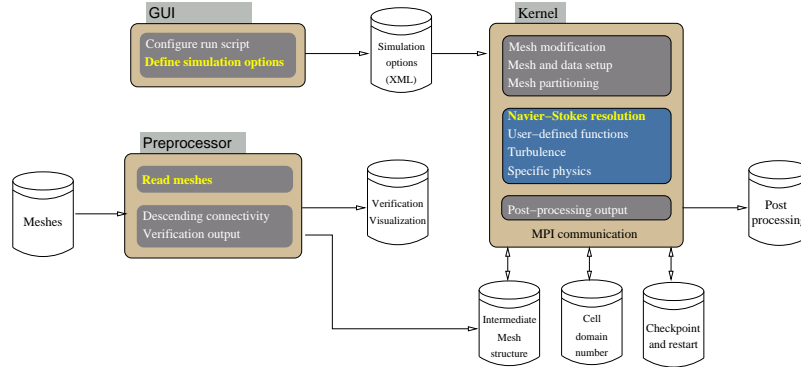 GUI
Configure run script
Define simulation options
Simulation
options
(XML)
Kernel
Mesh modification
Mesh and data setup
Mesh partitioning
Navier−Stokes resolution
User−defined functions
Turbulence
Specific physics
Post−processing output
MPI communication
Preprocessor
Read meshes
Descending connectivity
Verification output
Meshes
Verification
Visualization
Post
processing
Intermediate
Mesh
structure
Cell
domain
number
Checkpoint
and restart